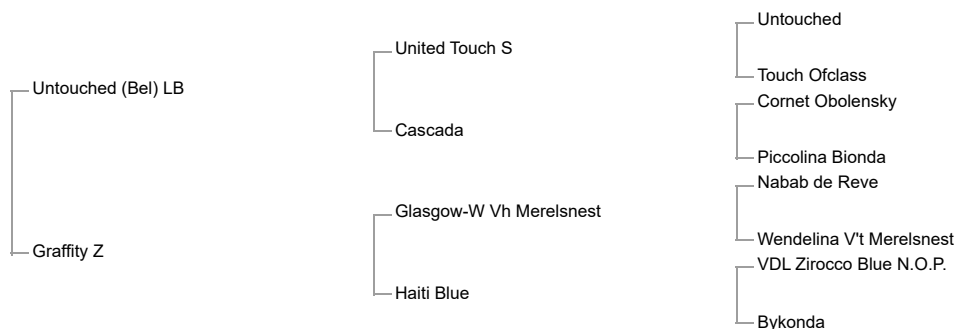 Untouched
United Touch S
Touch Ofclass
Untouched (Bel) LB
Cornet Obolensky
Cascada
Piccolina Bionda
Nabab de Reve
Glasgow-W Vh Merelsnest
Wendelina V't Merelsnest
Graffity Z
VDL Zirocco Blue N.O.P.
Haiti Blue
Bykonda